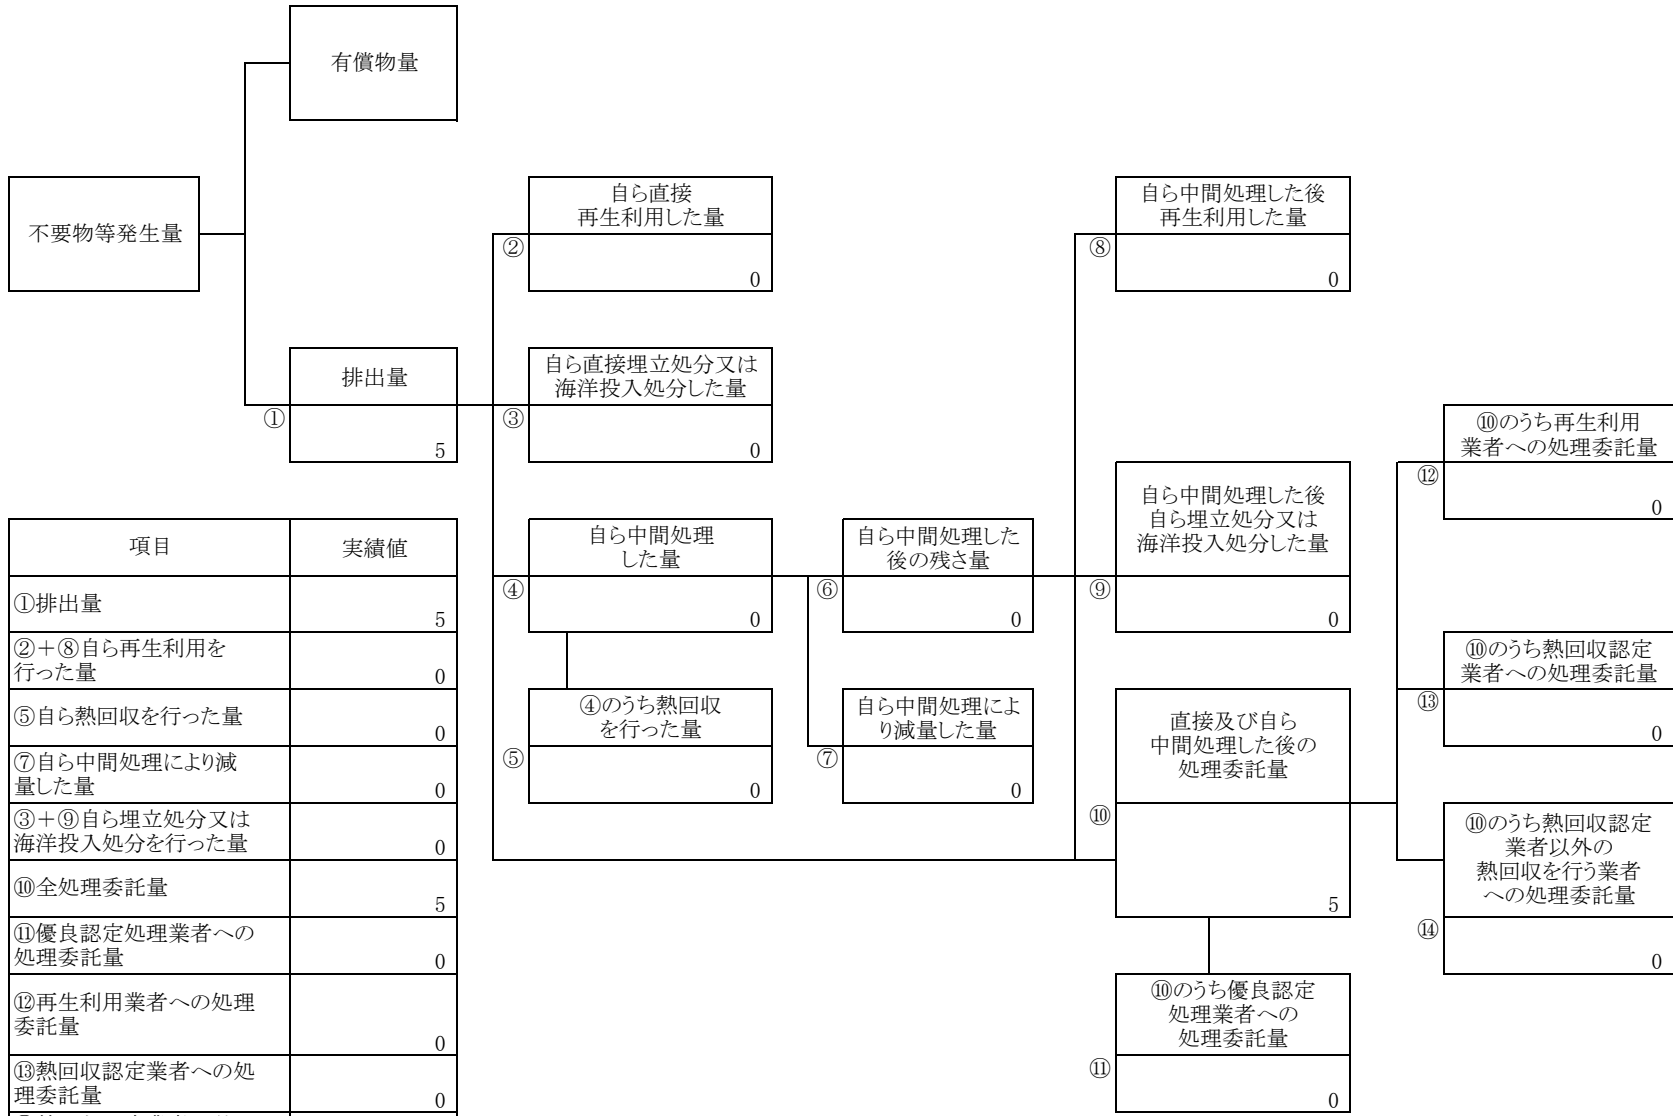 有償物量
不要物等発生量
自ら直接
再生利用した量
②
0
自ら中間処理した後
再生利用した量
⑧
0
排出量
①
5
自ら直接埋立処分又は
海洋投入処分した量
③
0
⑩のうち再生利用
業者への処理委託量
⑫
0
自ら中間処理
した量
④
0
自ら中間処理した
後の残さ量
⑥
0
自ら中間処理した後
自ら埋立処分又は
海洋投入処分した量
⑨
0
⑩のうち熱回収認定
業者への処理委託量
⑬
0
④のうち熱回収
を行った量
⑤
0
自ら中間処理によ
り減量した量
⑦
0
直接及び自ら
中間処理した後の
処理委託量
⑩
5
⑩のうち熱回収認定
業者以外の
熱回収を行う業者
への処理委託量
⑭
0
⑩のうち優良認定
処理業者への
処理委託量
⑪
0
項目
実績値
①排出量
5
②+⑧自ら再生利用を
行った量
0
⑤自ら熱回収を行った量
0
⑦自ら中間処理により減
量した量
0
③+⑨自ら埋立処分又は
海洋投入処分を行った量
0
⑩全処理委託量
5
⑪優良認定処理業者への
処理委託量
0
⑫再生利用業者への処理
委託量
0
⑬熱回収認定業者への処
理委託量
0